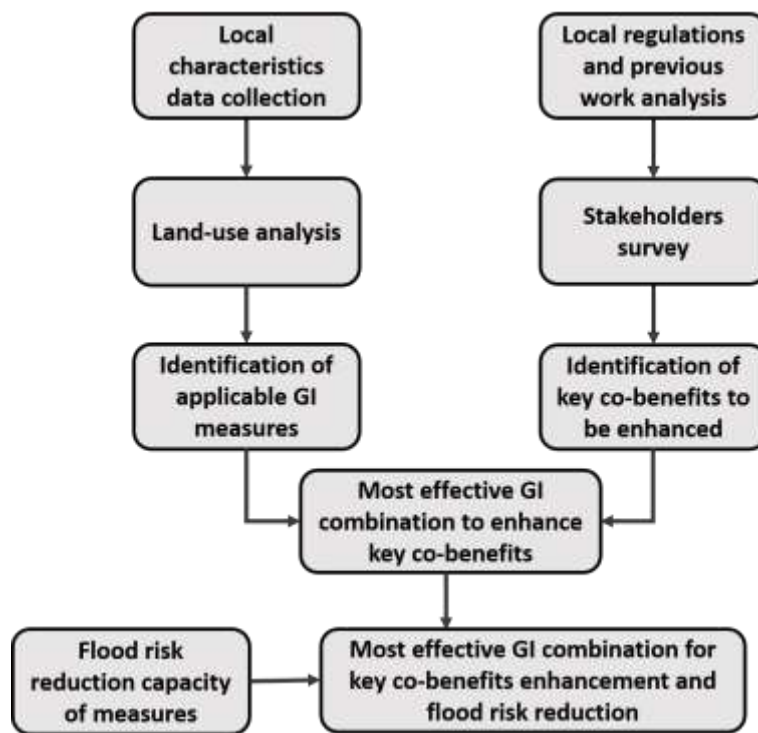 Local
characteristics
data collection
Local regulations
and previous
work analysis
Land-use analysis
Stakeholders
survey
Identification of
applicable GI
measures
Identification of
key co-benefits to
be enhanced
Most effective GI
combination to enhance
key co-benefits
Flood risk
reduction capacity
of measures
Most effective GI combination for
key co-benefits enhancement and
flood risk reduction